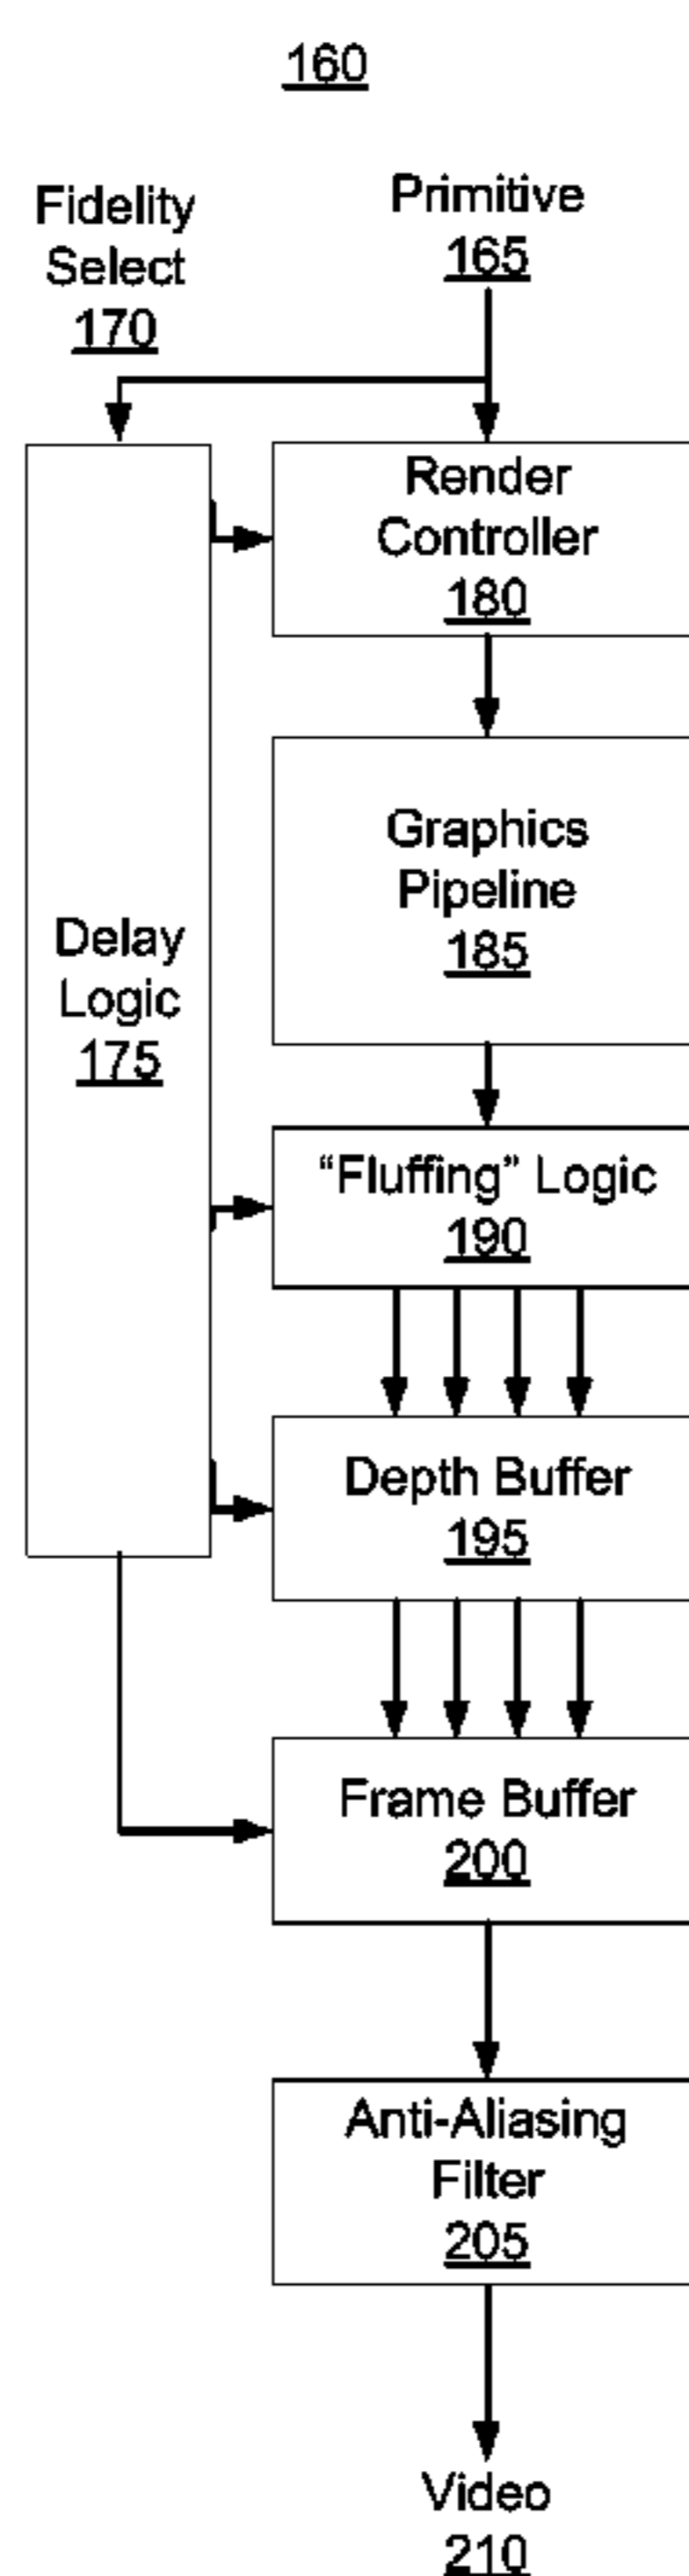 160
Fidelity
Select
170
Primitive
165
Render
Controller
180
Graphics
Pipeline
185
Delay
Logic
175
“Fluffing” Logic
190
Depth Buffer
195
Frame Buffer
200
Anti-Aliasing
Filter
205
Video
210